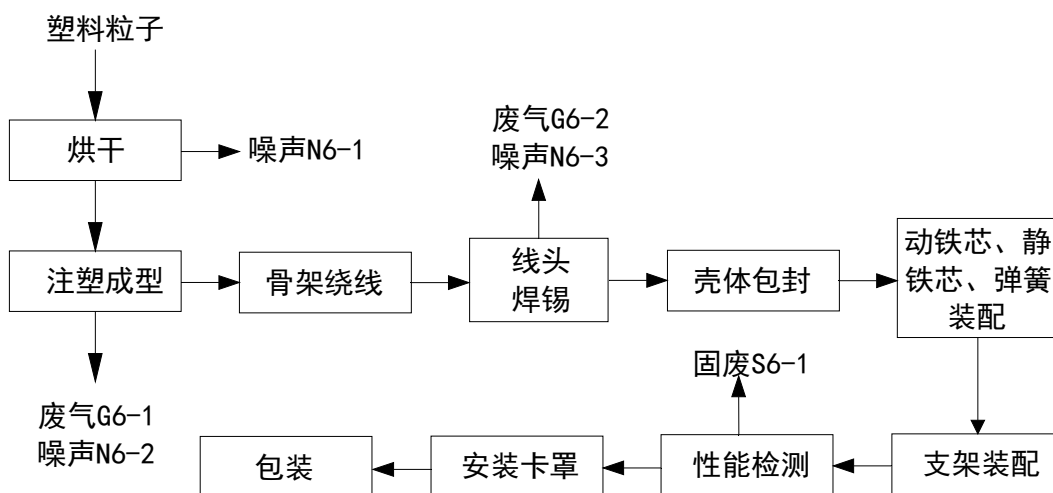 塑料粒子
烘干
噪声N6-1
废气G6-2
噪声N6-3
注塑成型
骨架绕线
线头
焊锡
壳体包封
动铁芯、静
铁芯、弹簧
装配
废气G6-1
噪声N6-2
固废S6-1
包装
安装卡罩
性能检测
支架装配